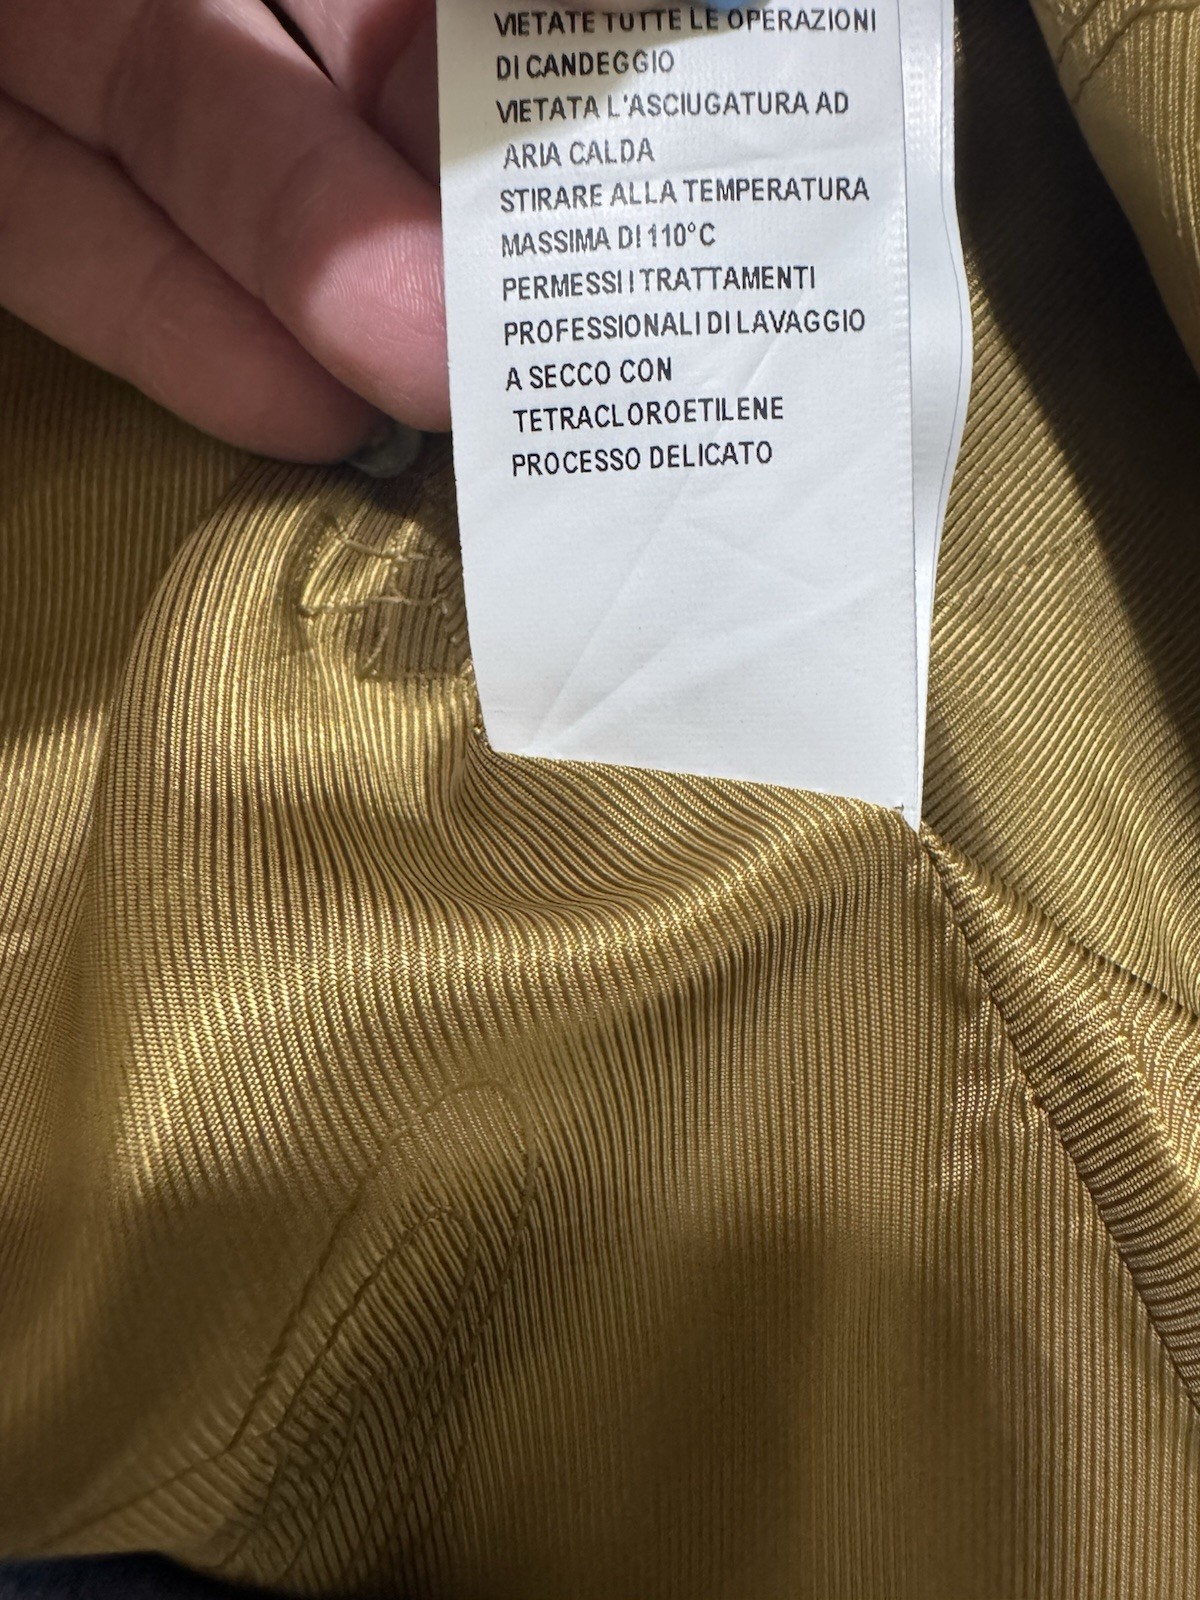 VIETATE TUTTE LE OPERAZIONI
DI CANDEGGIO
VIETATA L'ASCIUGATURA AD
ARIA CALDA
STIRARE ALLA TEMPERATURA
MASSIMA DI 110°C
PERMESSI I TRATTAMENTI
PROFESSIONALI DI LAVAGGIO
A SECCO CON
TETRACLOROETILENE
PROCESSO DELICATO